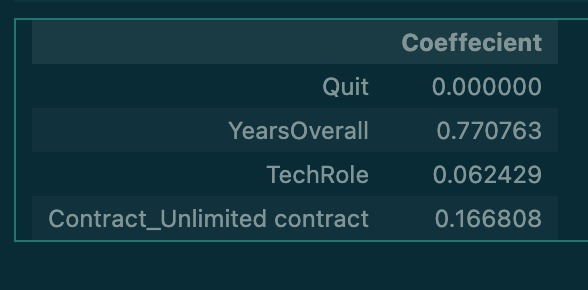 Coeffecient
Quit 0.000000
YearsOverall 0.770763
TechRole 0.062429
Contract_Unlimited contract 0.166808